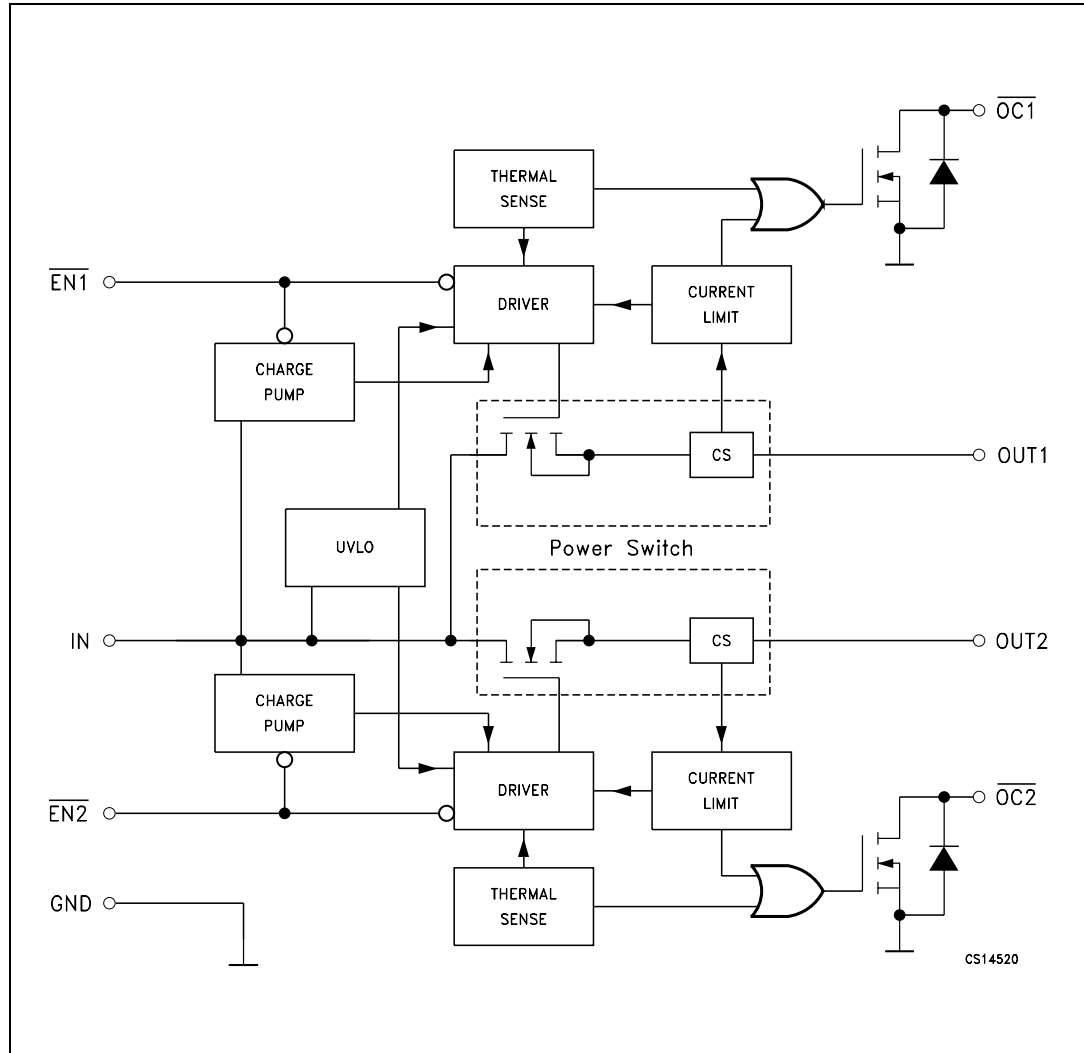 OC1
THERMAL
SENSE
EN1
DRIVER
CURRENT
LIMIT
CHARGE
PUMP
CS
OUT1
UVLO
Power Switch
IN
CS
OUT2
CHARGE
PUMP
DRIVER
CURRENT
LIMIT
OC2
EN2
THERMAL
SENSE
GND
CS14520